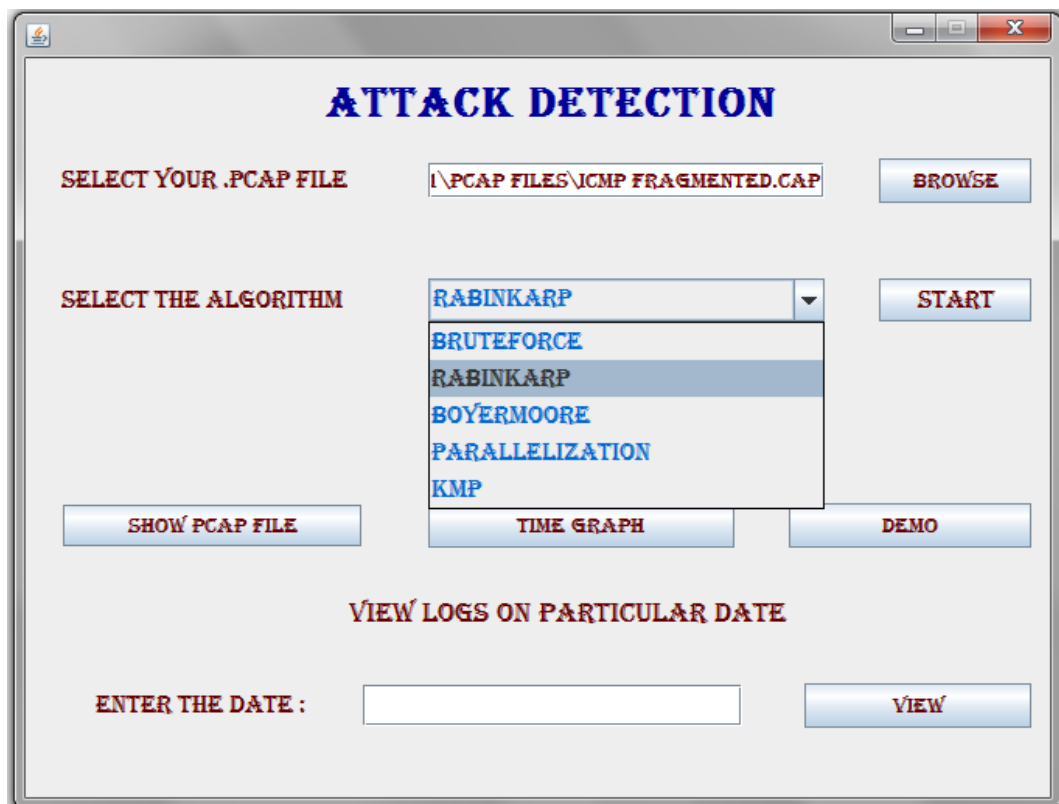 ATTACK DETECTION
SELECT YOUR .PCAP FILE
1\PCAP FILES\ICMP FRAGMENTED.CAP
BROWSE
SELECT THE ALGORITHM
RABINKARP
START
BRUTEFORCE
RABINKARP
BOYERMOORE
PARALLELIZATION
KMP
SHOW PCAP FILE
TIME GRAPH
DEMO
VIEW LOGS ON PARTICULAR DATE
ENTER THE DATE :
VIEW